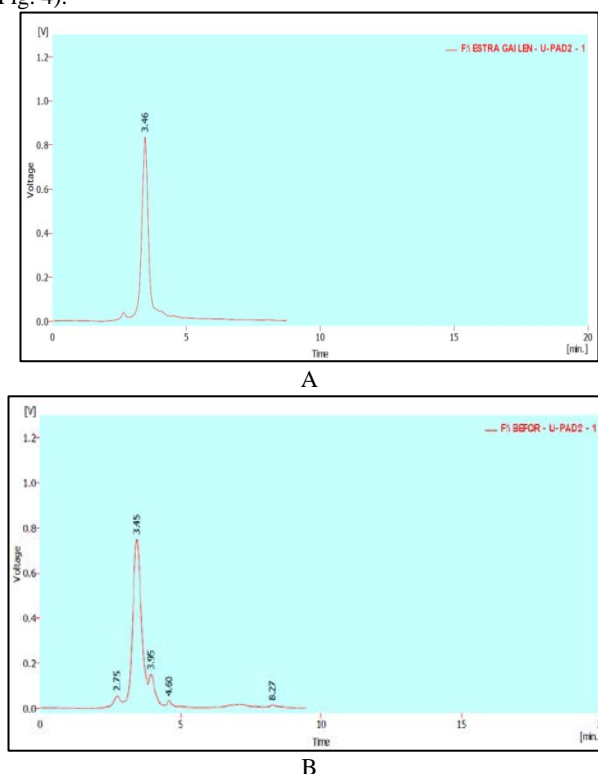 Fig. 4).
[V]
F:\ ESTRA GAILEN - U-PAD2 - 1
1.2
1.0
3.46
0.8
Voltage
0.6
0.4
0.2
0.0
0 5 10 15 20
Time
[min.]
A
[V]
F:\ BEFOR - U-PAD2 - 1
1.2
1.0
0.8
3.45
Voltage
0.6
0.4
0.2
2.75 3.95 4.60 8.27
0.0
0 5 10 15
Time
[min.
B